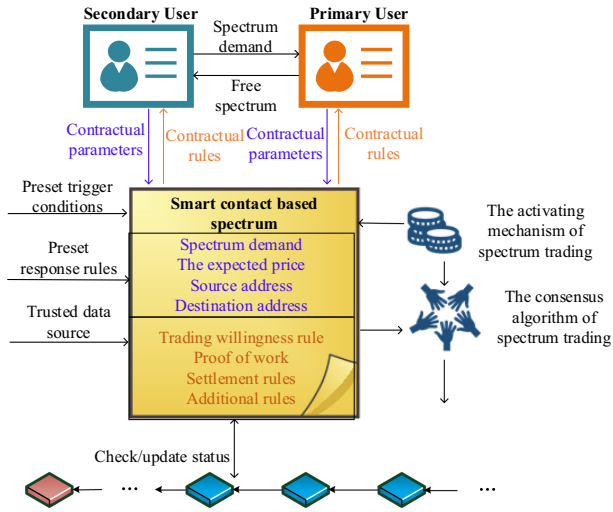 Secondary User
Primary User
Spectrum
demand
Free
spectrum
Contractual
parameters
Contractual
rules
Contractual
parameters
Contractual
rules
Preset trigger
conditions
Preset
response rules
Trusted data
source
Smart contact based
spectrum
Spectrum demand
The expected price
Source address
Destination address
Trading willingness rule
Proof of work
Settlement rules
Additional rules
The activating
mechanism of
spectrum trading
The consensus
algorithm of
spectrum trading
Check/update status
...
...